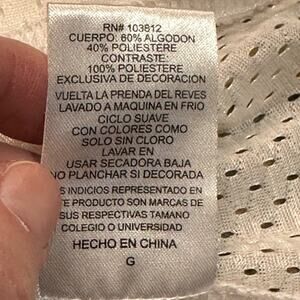 RN# 103812
CUERPO: 60% ALGODON
40% POLIESTERE
CONTRASTE:
100% POLIESTERE
EXCLUSIVA DE DECORACION
VUELTA LA PRENDA DEL REVES
LAVADO A MAQUINA EN FRIO
CICLO SUAVE
CON COLORES COMO
SOLO SIN CLORO
LAVAR EN
USAR SECADORA BAJA
NO PLANCHAR SI DECORADA
S INDICIOS REPRESENTADO EN
TE PRODUCTO SON MARCAS DE
SUS RESPECTIVAS TAMANO
COLEGIO O UNIVERSIDAD
HECHO EN CHINA
G